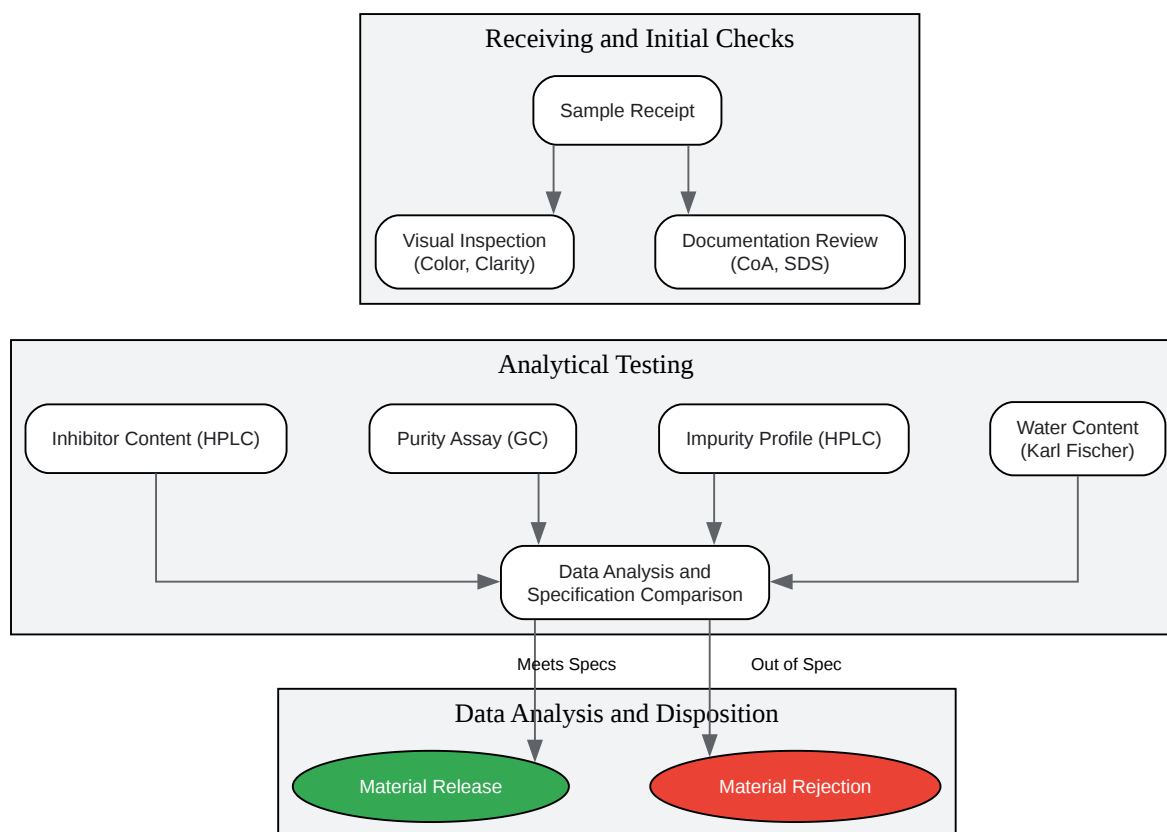 Receiving and Initial Checks
Sample Receipt
Visual Inspection
(Color, Clarity)
Documentation Review
(CoA, SDS)
Analytical Testing
Inhibitor Content (HPLC)
Purity Assay (GC)
Impurity Profile (HPLC)
Water Content
(Karl Fischer)
Data Analysis and
Specification Comparison
Meets Specs
Out of Spec
Data Analysis and Disposition
Material Release
Material Rejection